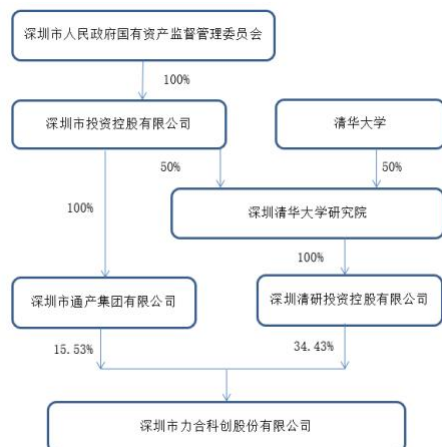 深圳市人民政府国有资产监督管理委员会
100%
深圳市投资控股有限公司
清华大学
50%
50%
100%
深圳清华大学研究院
100%
深圳市通产集团有限公司
深圳清研投资控股有限公司
15.53%
34.43%
深圳市力合科创股份有限公司